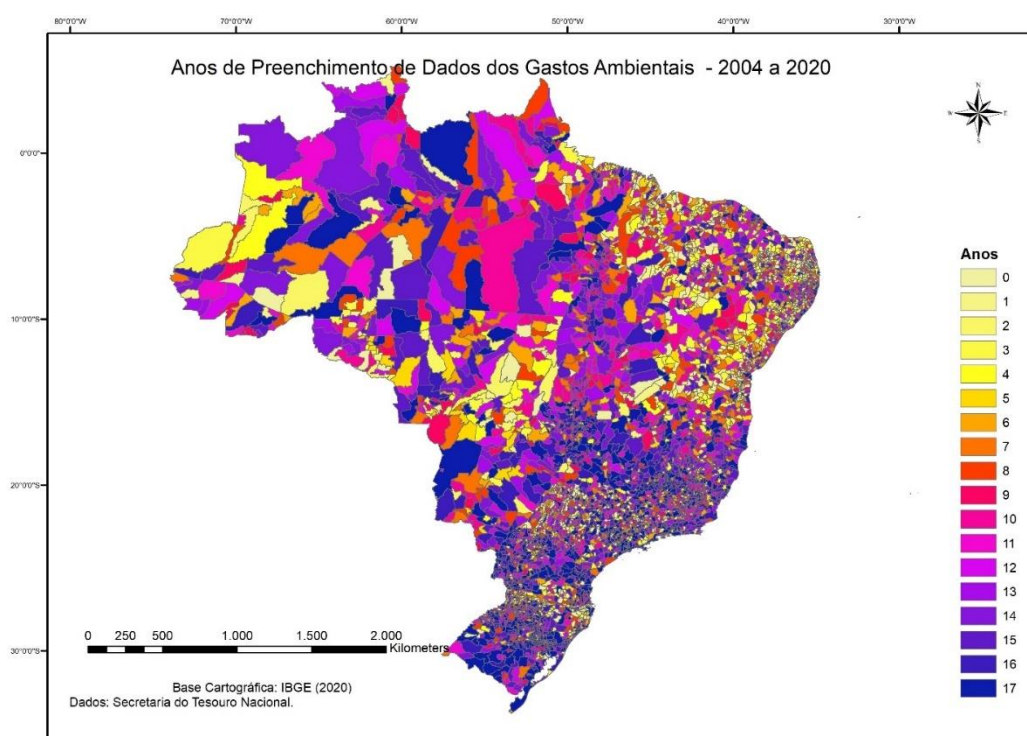 80°0'0"W 70°0'0"W 60°0'0"W 50°0'0"W 40°0'0"W 30°0'0"W
Anos de Preenchimento de Dados dos Gastos Ambientais - 2004 a 2020
N
W E
S
0°0'0"
10°0'0"S
20°0'0"S
30°0'0"S
Anos
0
1
2
3
4
5
6
7
8
9
10
11
12
13
14
15
16
17
0 250 500 1.000 1.500 2.000
Kilometers
Base Cartográfica: IBGE (2020)
Dados: Secretaria do Tesouro Nacional.